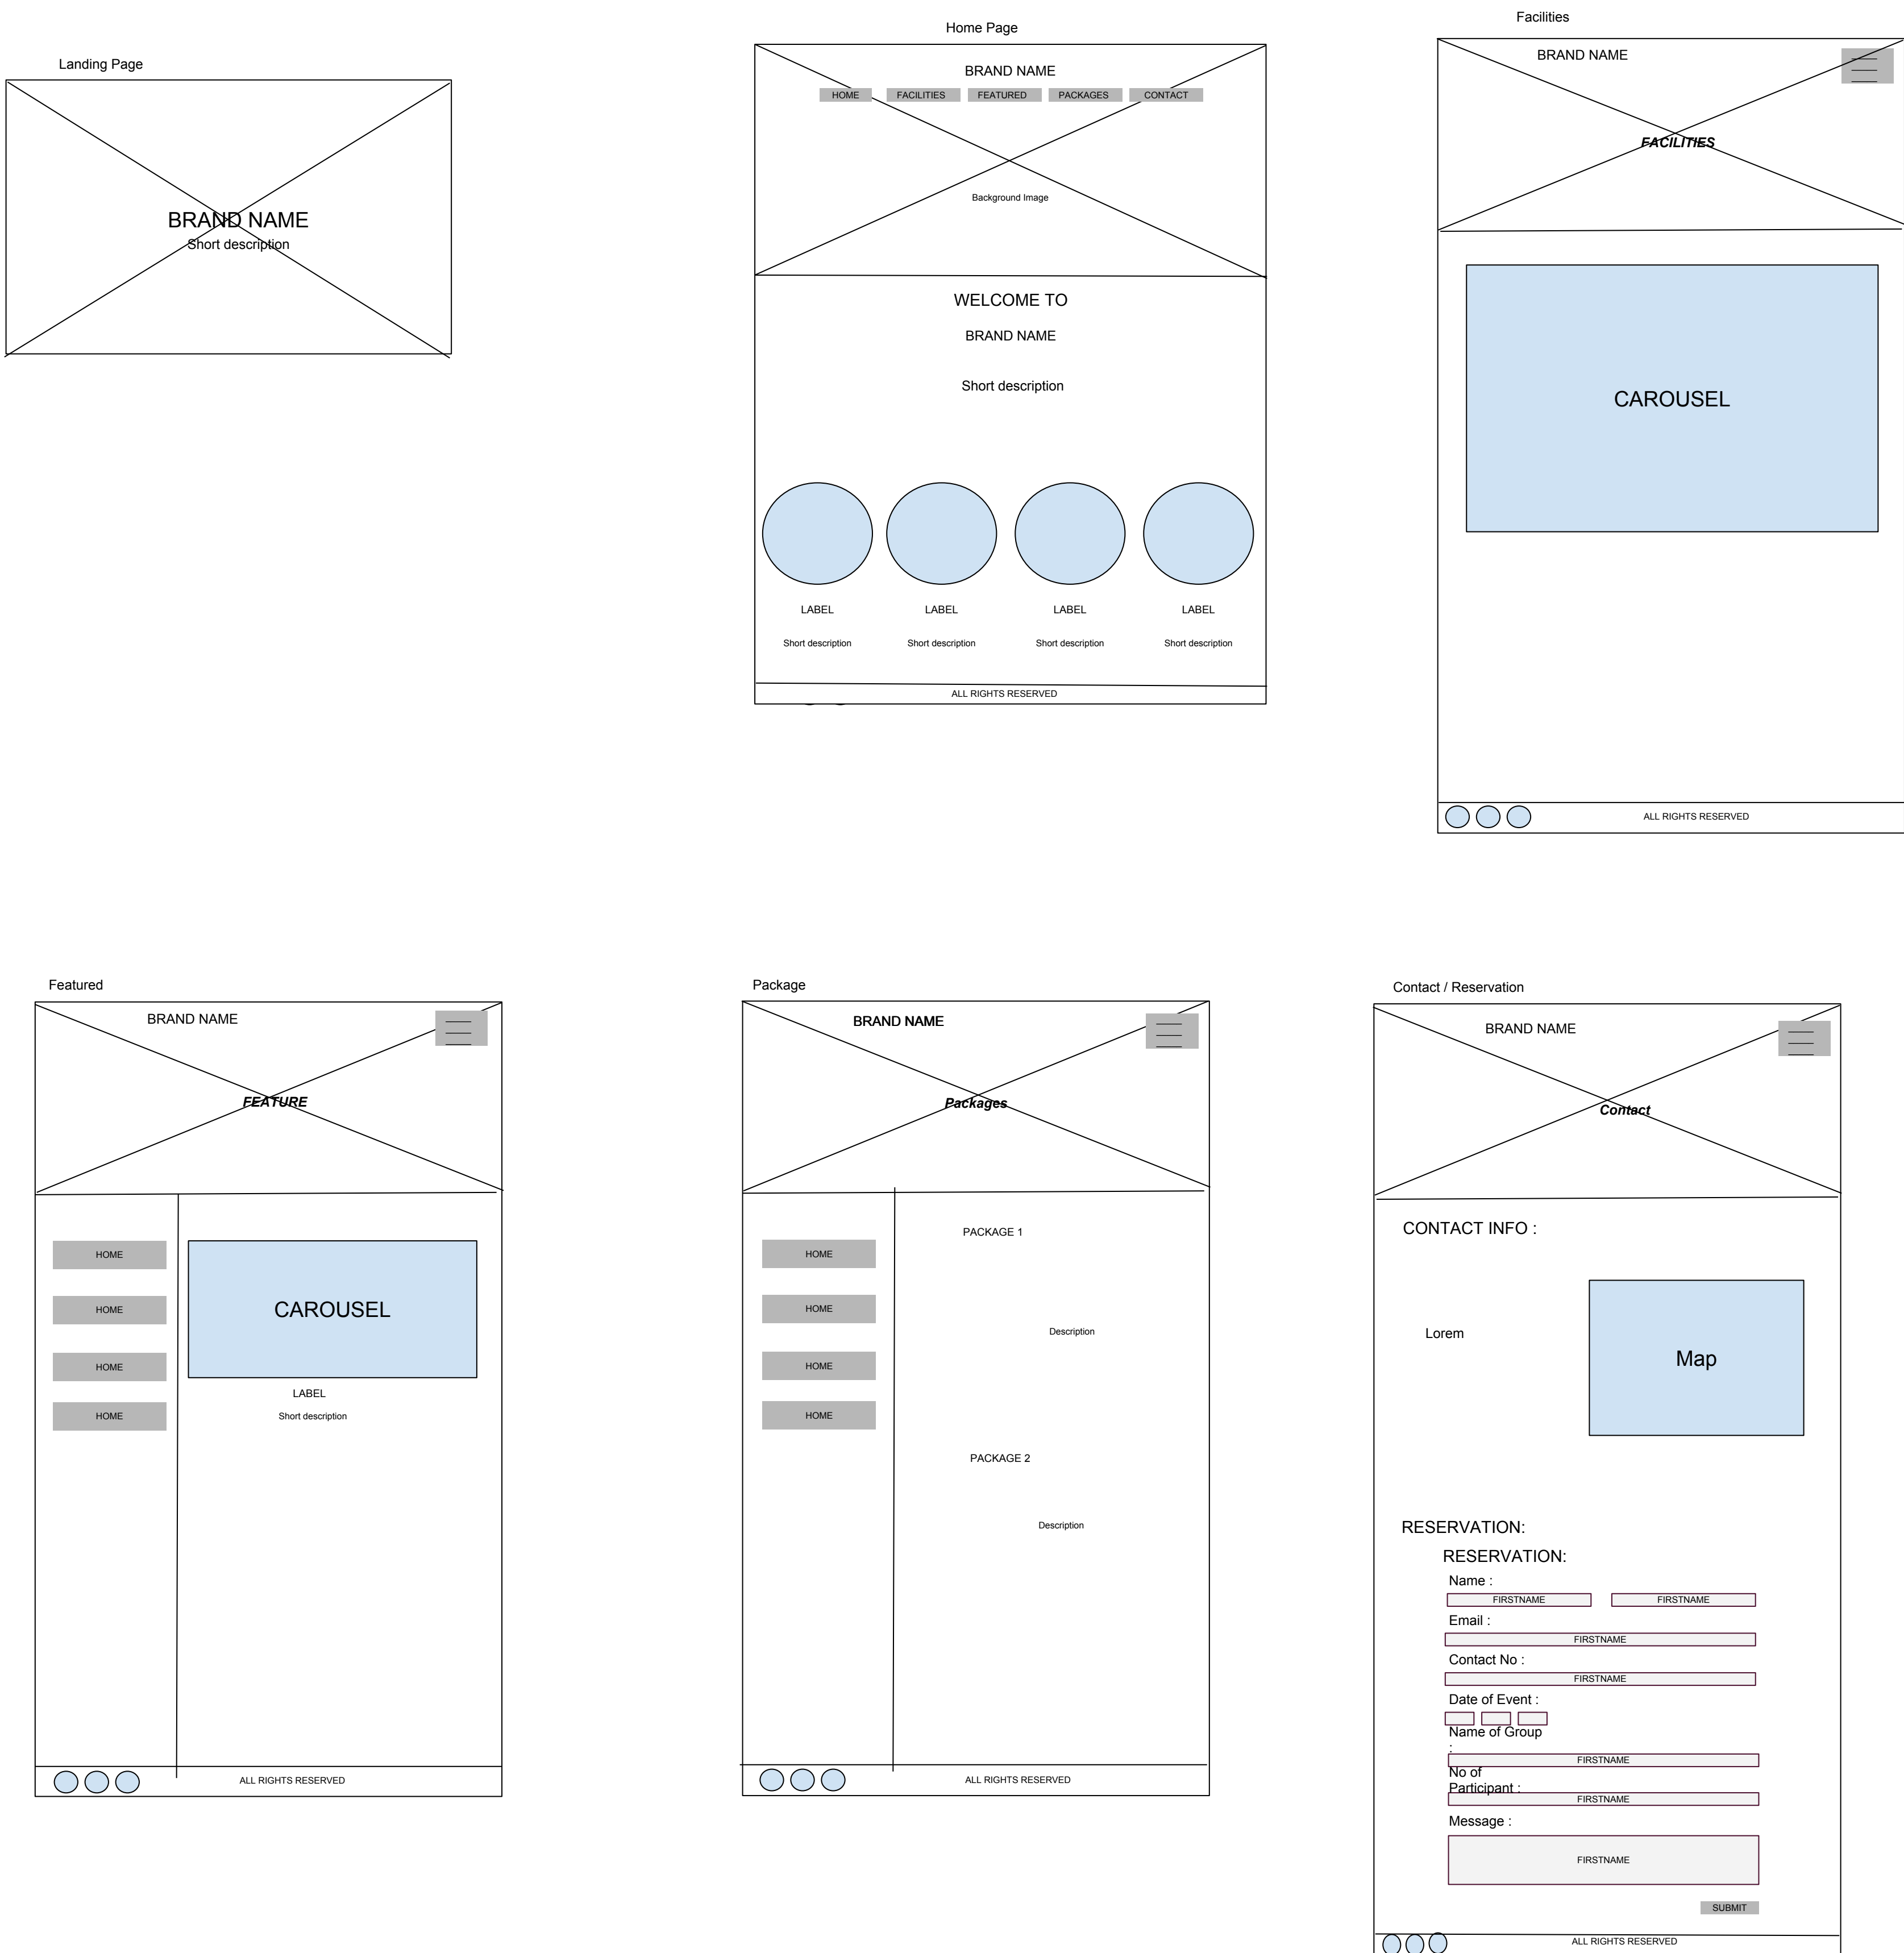 Landing Page
BRAND NAME
Short description
Home Page
BRAND NAME
HOME FACILITIES FEATURED PACKAGES CONTACT
Background Image
WELCOME TO
BRAND NAME
Short description
LABEL LABEL LABEL LABEL
Short description Short description Short description Short description
ALL RIGHTS RESERVED
Facilities
BRAND NAME
FACILITIES
CAROUSEL
ALL RIGHTS RESERVED
Featured
BRAND NAME
FEATURE
HOME
HOME
HOME
HOME
CAROUSEL
LABEL
Short description
ALL RIGHTS RESERVED
Package
BRAND NAME
Packages
HOME
HOME
HOME
HOME
PACKAGE 1
Description
PACKAGE 2
Description
ALL RIGHTS RESERVED
Contact / Reservation
BRAND NAME
Contact
CONTACT INFO :
Lorem
Map
RESERVATION:
RESERVATION:
Name :
FIRSTNAME FIRSTNAME
Email :
FIRSTNAME
Contact No :
FIRSTNAME
Date of Event :
Name of Group
:
FIRSTNAME
No of
Participant :
FIRSTNAME
Message :
FIRSTNAME
SUBMIT
ALL RIGHTS RESERVED